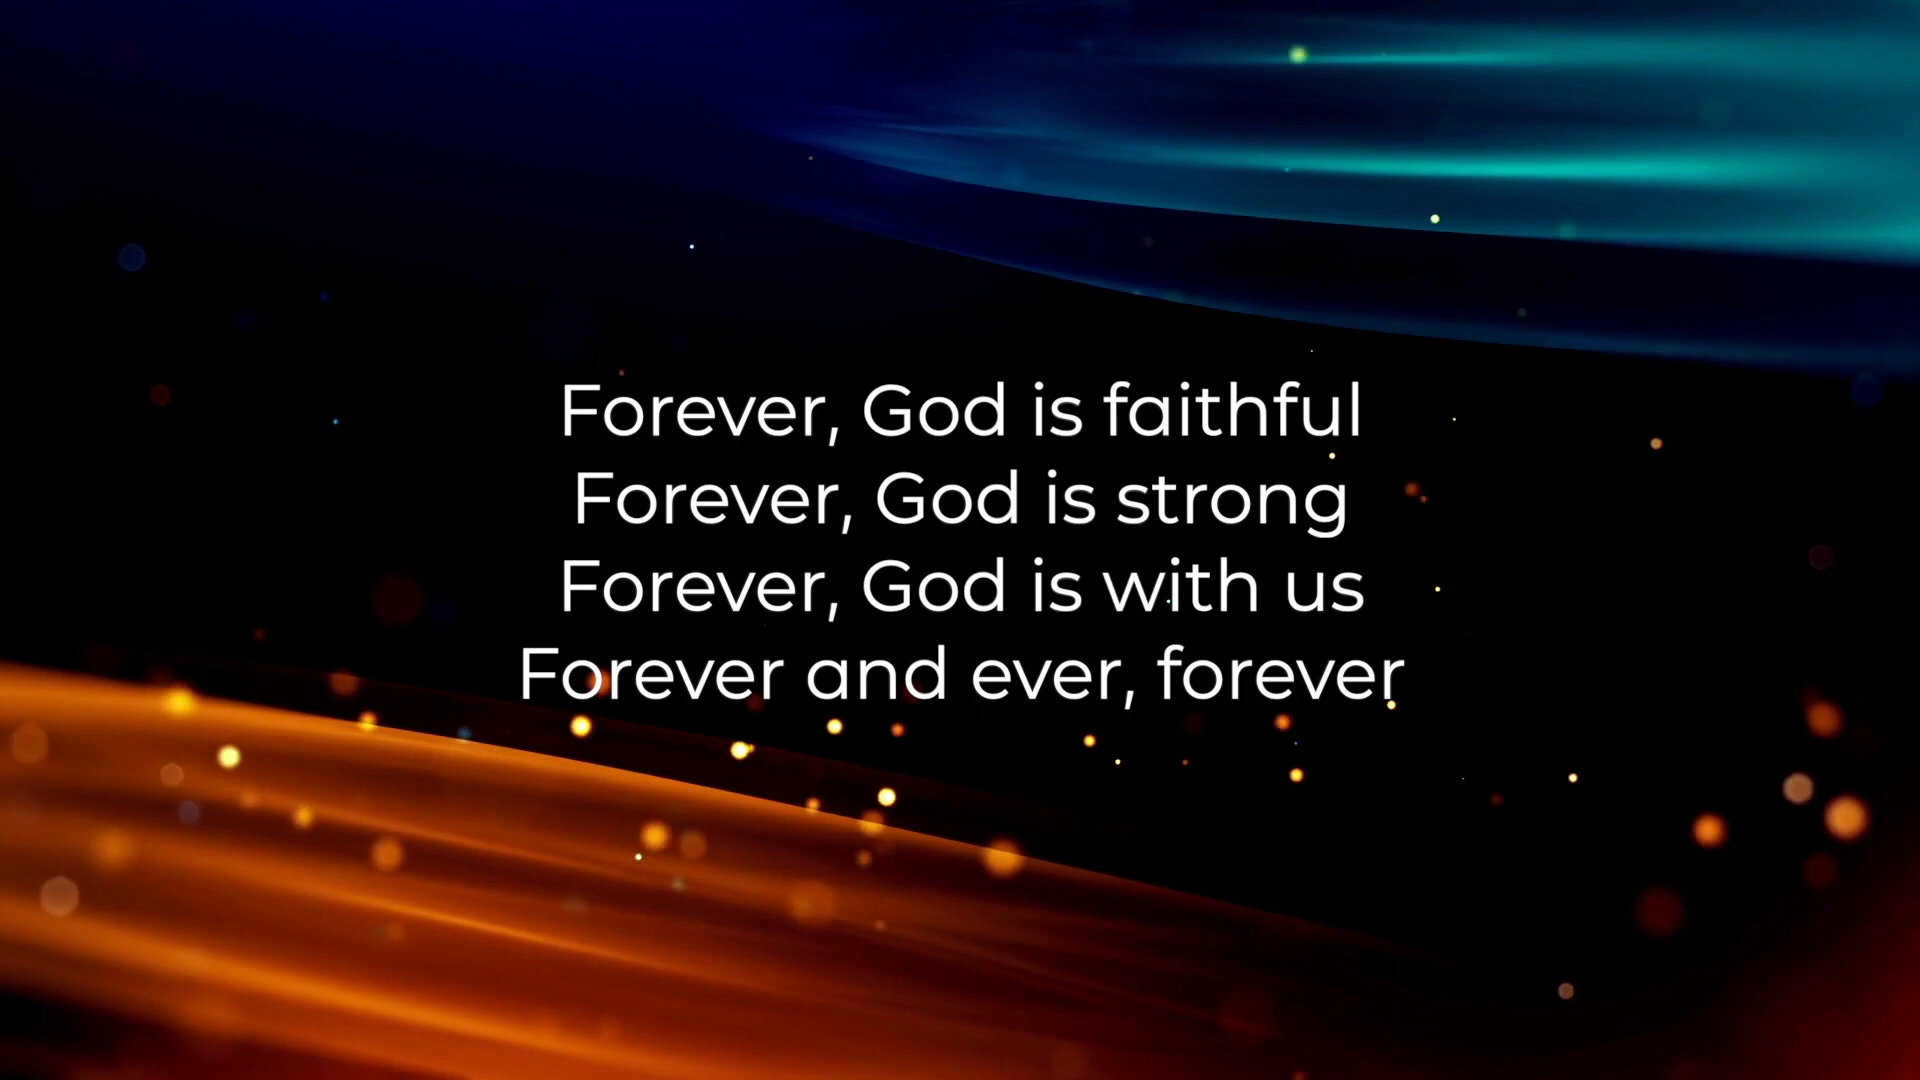 Forever, God is faithful
Forever, God is strong
Forever, God is with us
Forever and ever, forever